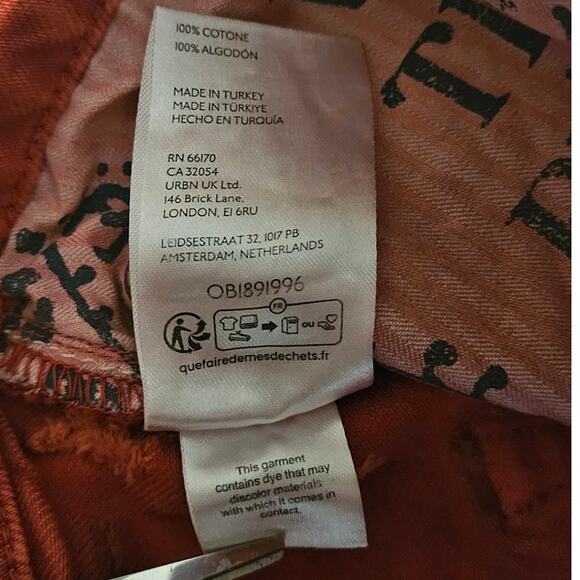 100% COTONE
100% ALGODÓN
MADE IN TURKEY
MADE IN TÜRKIYE
HECHO EN TURQUÍA
RN 66170
CA 32054
URBN UK Ltd.
146 Brick Lane,
LONDON, E1 6RU
LEIDSESTRAAT 32, 1017 PB
AMSTERDAM, NETHERLANDS
OB1891996
FR
OU
quefairedemesdechets.fr
This garment
contains dye that may
discolor materials
with which it comes in
contact.